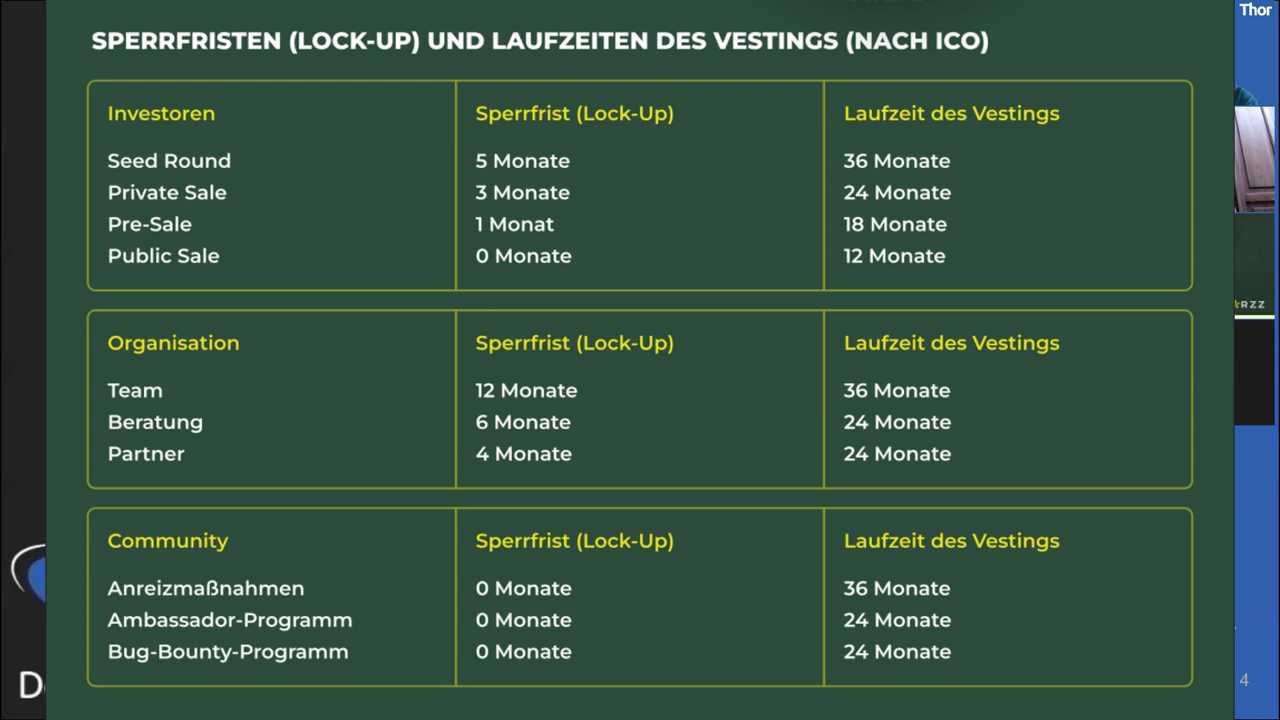 Thor
SPERRFRISTEN (LOCK-UP) UND LAUFZEITEN DES VESTINGS (NACH ICO)
Investoren Sperrfrist (Lock-Up) Laufzeit des Vestings
Seed Round 5 Monate 36 Monate
Private Sale 3 Monate 24 Monate
Pre-Sale 1 Monat 18 Monate
Public Sale 0 Monate 12 Monate
RZZ
Organisation Sperrfrist (Lock-Up) Laufzeit des Vestings
Team 12 Monate 36 Monate
Beratung 6 Monate 24 Monate
Partner 4 Monate 24 Monate
Community Sperrfrist (Lock-Up) Laufzeit des Vestings
Anreizmaßnahmen 0 Monate 36 Monate
Ambassador-Programm 0 Monate 24 Monate
Bug-Bounty-Programm 0 Monate 24 Monate
4